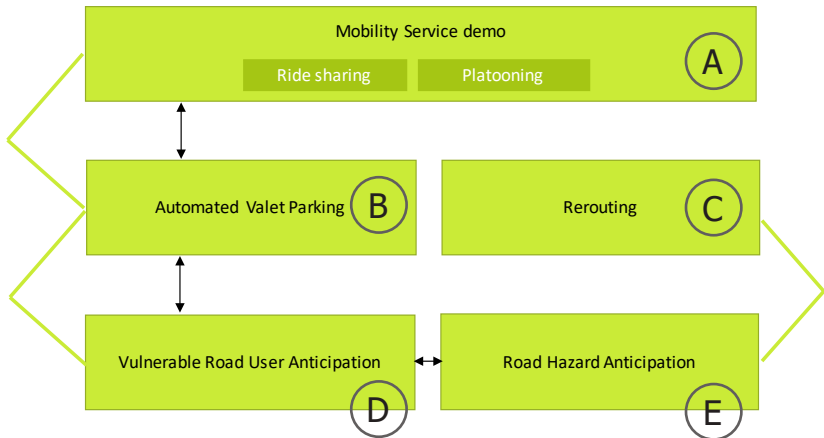 Mobility Service demo
A
Ride sharing
Platooning
Automated Valet Parking
B
Rerouting
C
Vulnerable Road User Anticipation
D
Road Hazard Anticipation
E